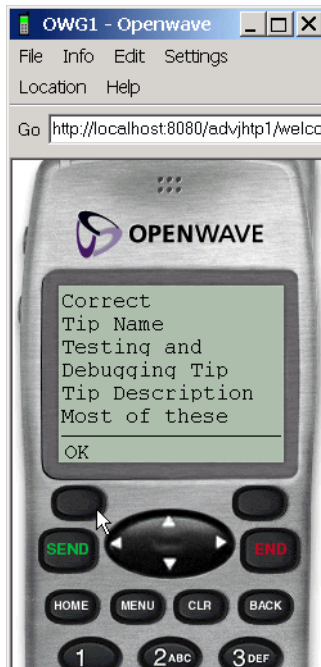 OWG1 - Openwave
File Info Edit Settings
Location Help
Go http://localhost:8080/advjhtp1/welco
OPENWAVE
Correct
Tip Name
Testing and
Debugging Tip
Tip Description
Most of these
OK
SEND END
HOME MENU CLR BACK
1 2ABC 3DEF